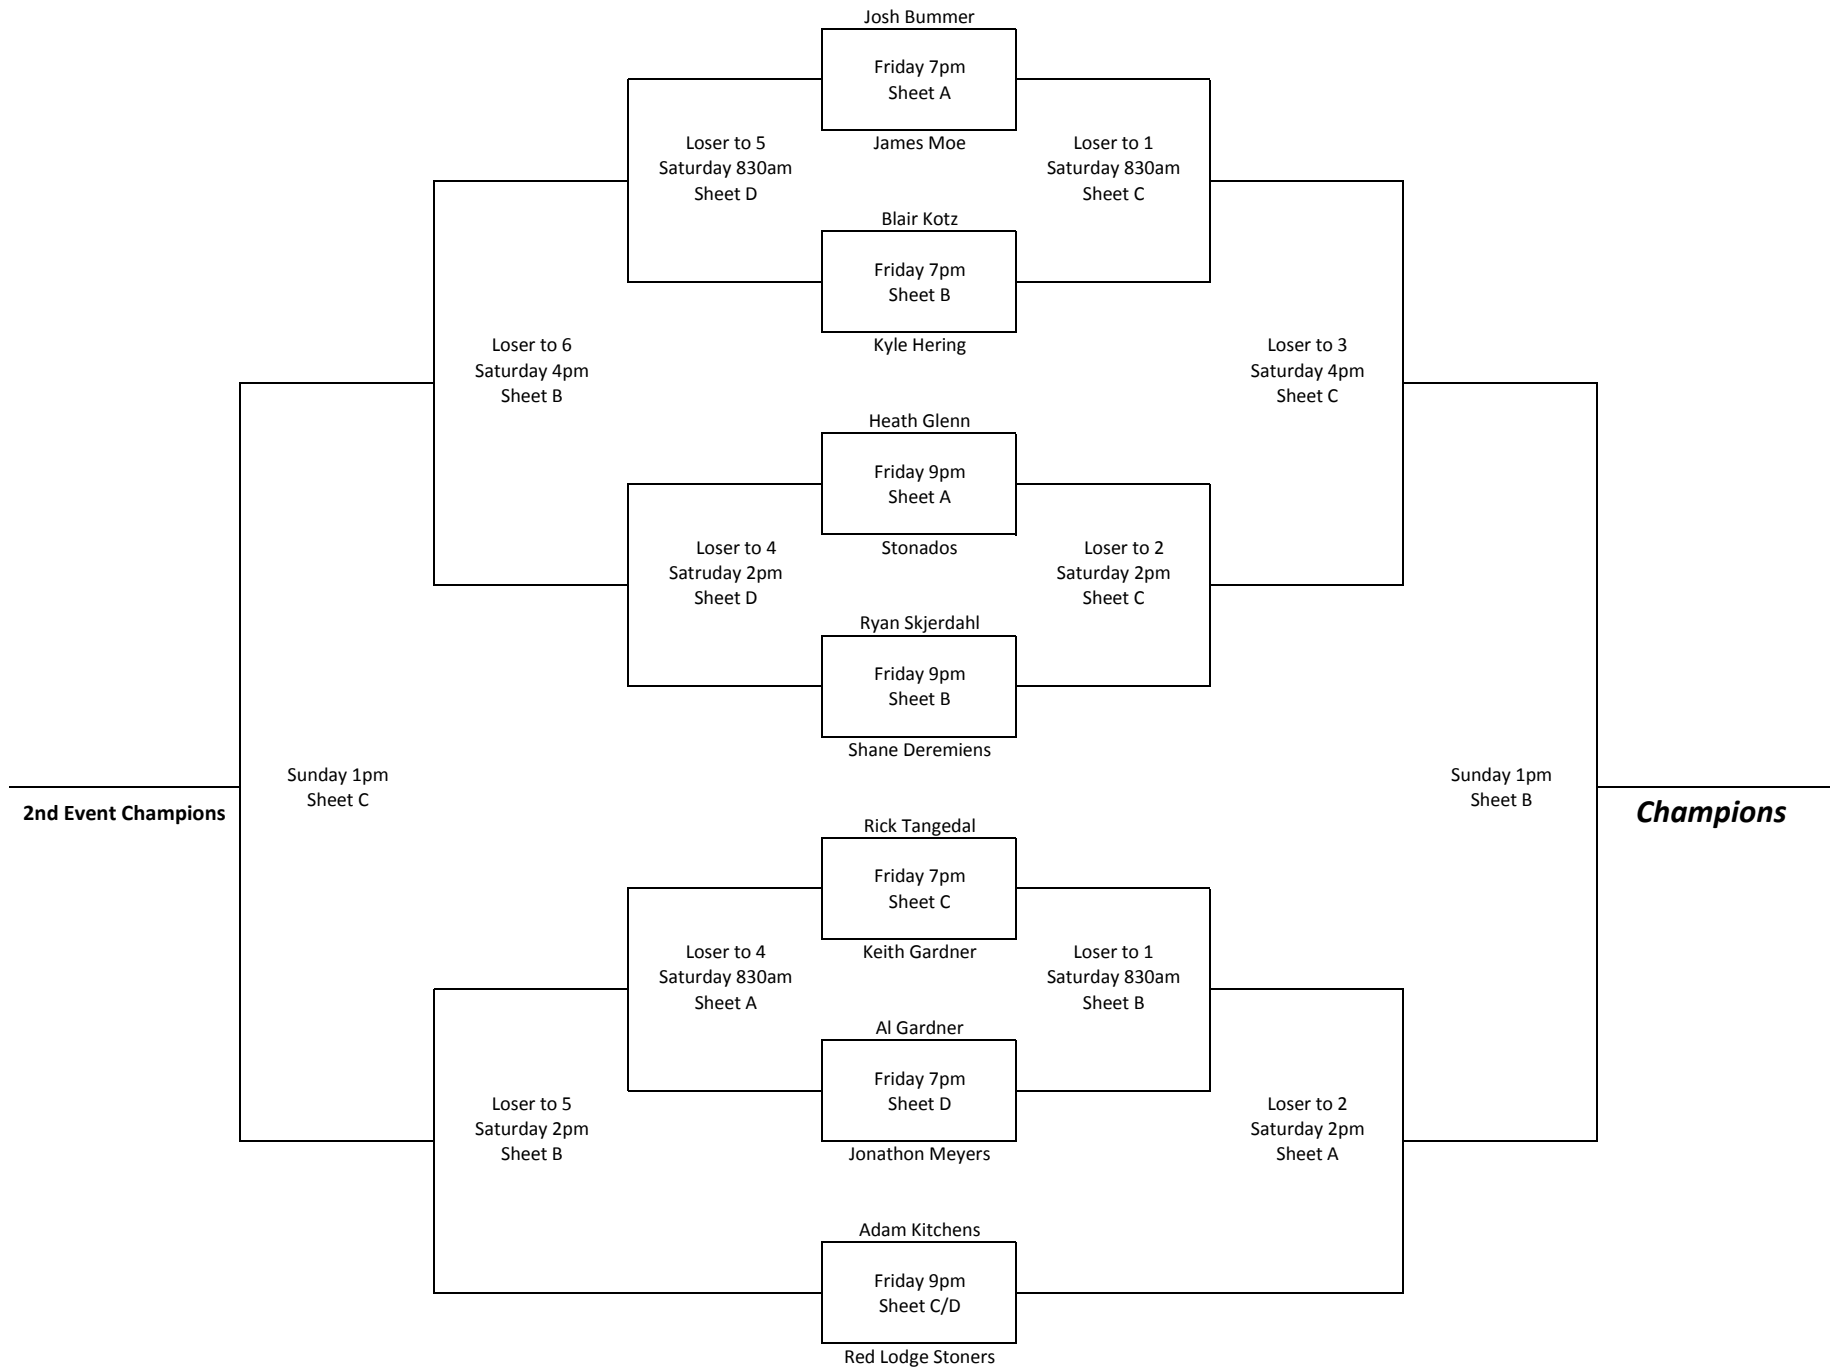 Josh Bummer
Friday 7pm
Sheet A
James Moe
Loser to 5
Saturday 830am
Sheet D
Loser to 1
Saturday 830am
Sheet C
Blair Kotz
Friday 7pm
Sheet B
Kyle Hering
Loser to 6
Saturday 4pm
Sheet B
Loser to 3
Saturday 4pm
Sheet C
Heath Glenn
Friday 9pm
Sheet A
Stonados
Loser to 4
Satruday 2pm
Sheet D
Loser to 2
Saturday 2pm
Sheet C
Ryan Skjerdahl
Friday 9pm
Sheet B
Shane Deremiens
Sunday 1pm
Sheet C
2nd Event Champions
Sunday 1pm
Sheet B
Champions
Rick Tangedal
Friday 7pm
Sheet C
Keith Gardner
Loser to 4
Saturday 830am
Sheet A
Loser to 1
Saturday 830am
Sheet B
Al Gardner
Friday 7pm
Sheet D
Jonathon Meyers
Loser to 5
Saturday 2pm
Sheet B
Loser to 2
Saturday 2pm
Sheet A
Adam Kitchens
Friday 9pm
Sheet C/D
Red Lodge Stoners